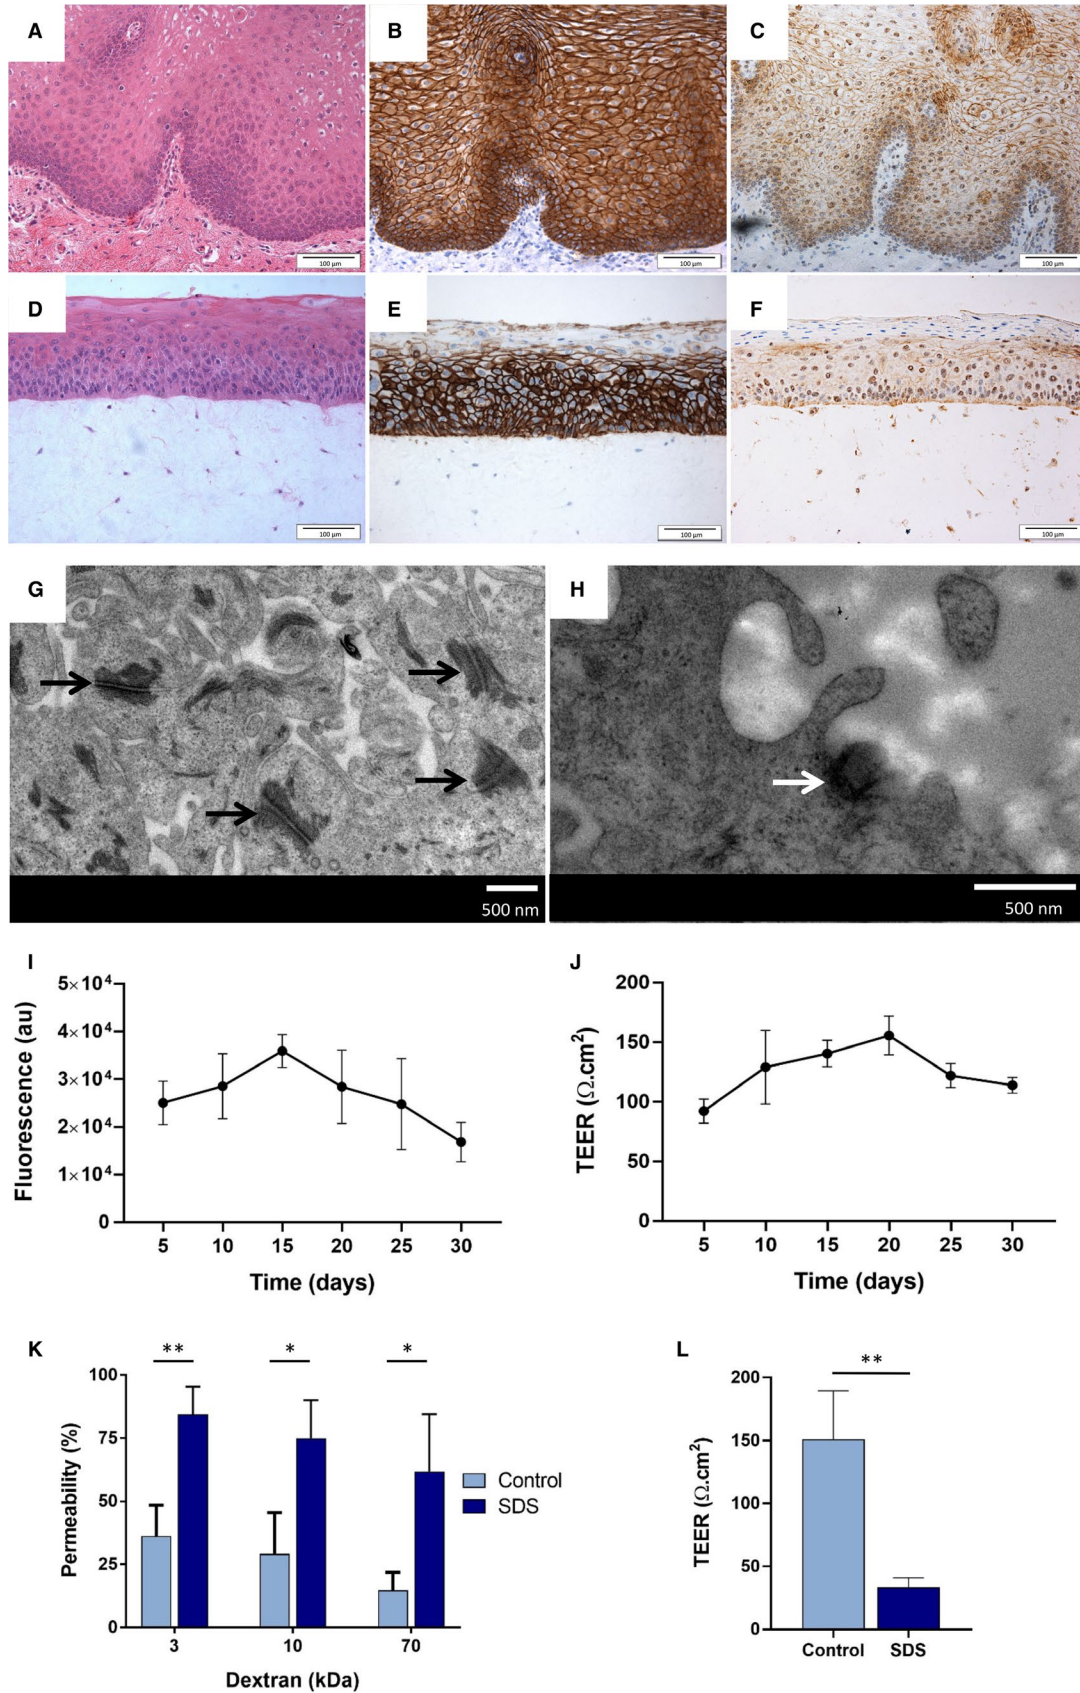 A
B
C
100 µm
100 µm
100 µm
D
E
F
100 µm
100 µm
100 µm
G
H
500 nm
500 nm
I
J
5×10⁴
4×10⁴
3×10⁴
2×10⁴
1×10⁴
0
Fluorescence (au)
5 10 15 20 25 30
Time (days)
200
150
100
50
0
TEER (Ω.cm²)
5 10 15 20 25 30
Time (days)
K
** * *
100
75
50
25
0
Permeability (%)
3 10 70
Dextran (kDa)
Control
SDS
L
**
200
150
100
50
0
TEER (Ω.cm²)
Control SDS